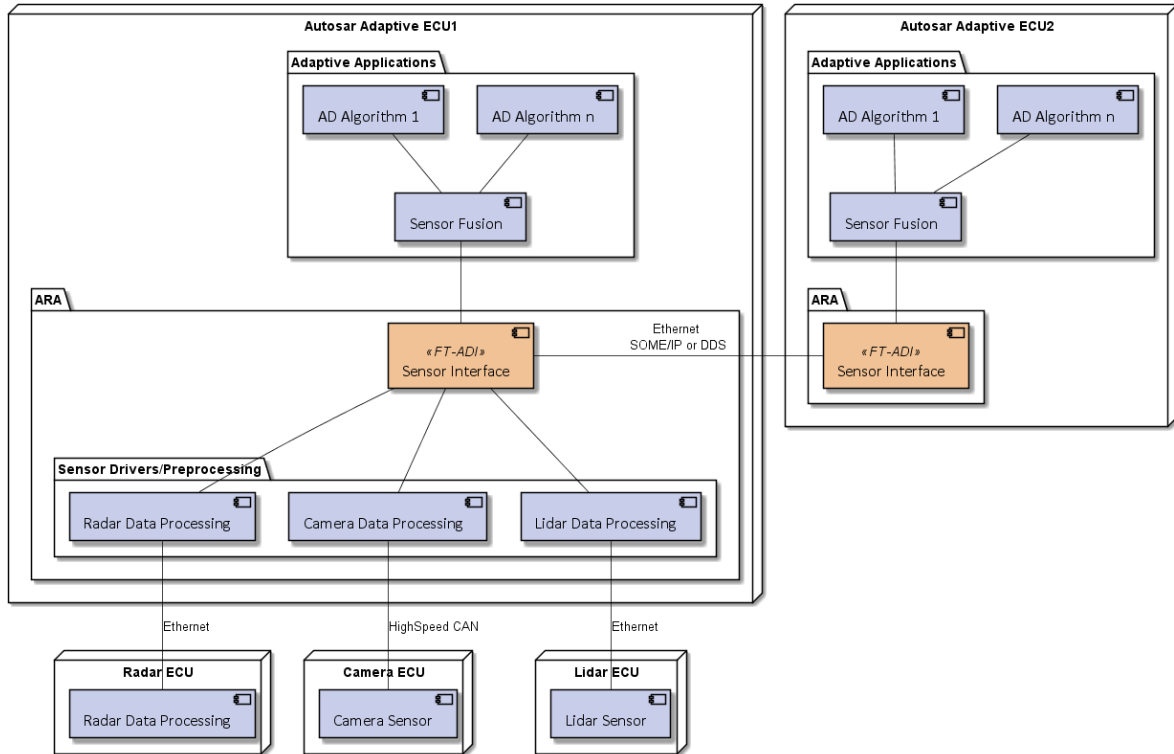 Autosar Adaptive ECU1
Autosar Adaptive ECU2
Adaptive Applications
Adaptive Applications
AD Algorithm 1
AD Algorithm n
AD Algorithm 1
AD Algorithm n
Sensor Fusion
Sensor Fusion
ARA
ARA
Ethernet
SOME/IP or DDS
«FT-ADI»
Sensor Interface
«FT-ADI»
Sensor Interface
Sensor Drivers/Preprocessing
Radar Data Processing
Camera Data Processing
Lidar Data Processing
Ethernet
HighSpeed CAN
Ethernet
Radar ECU
Camera ECU
Lidar ECU
Radar Data Processing
Camera Sensor
Lidar Sensor